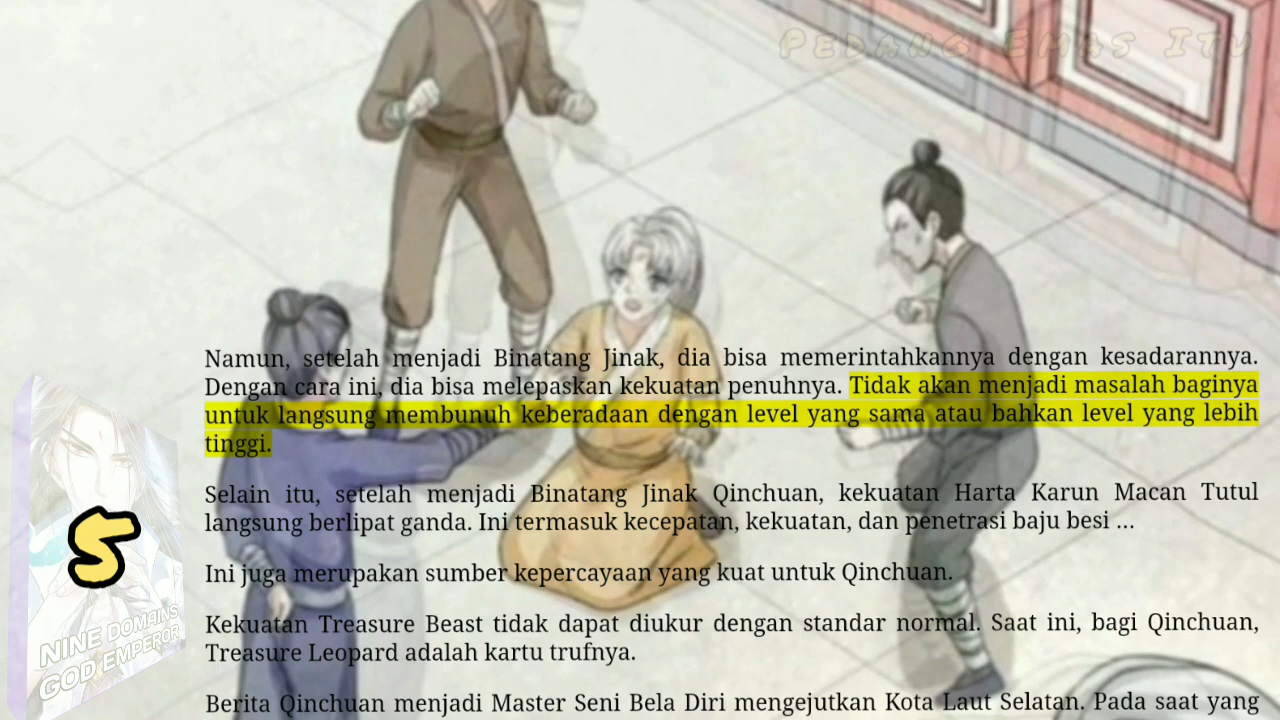 Pedang Emas Itu
Namun, setelah menjadi Binatang Jinak, dia bisa memerintahkannya dengan kesadarannya.
Dengan cara ini, dia bisa melepaskan kekuatan penuhnya. Tidak akan menjadi masalah baginya
untuk langsung membunuh keberadaan dengan level yang sama atau bahkan level yang lebih
tinggi.
Selain itu, setelah menjadi Binatang Jinak Qinchuan, kekuatan Harta Karun Macan Tutul
langsung berlipat ganda. Ini termasuk kecepatan, kekuatan, dan penetrasi baju besi ...
Ini juga merupakan sumber kepercayaan yang kuat untuk Qinchuan.
Kekuatan Treasure Beast tidak dapat diukur dengan standar normal. Saat ini, bagi Qinchuan,
Treasure Leopard adalah kartu trufnya.
Berita Qinchuan menjadi Master Seni Bela Diri mengejutkan Kota Laut Selatan. Pada saat yang
5
NINE DOMAINS
GOD EMPEROR